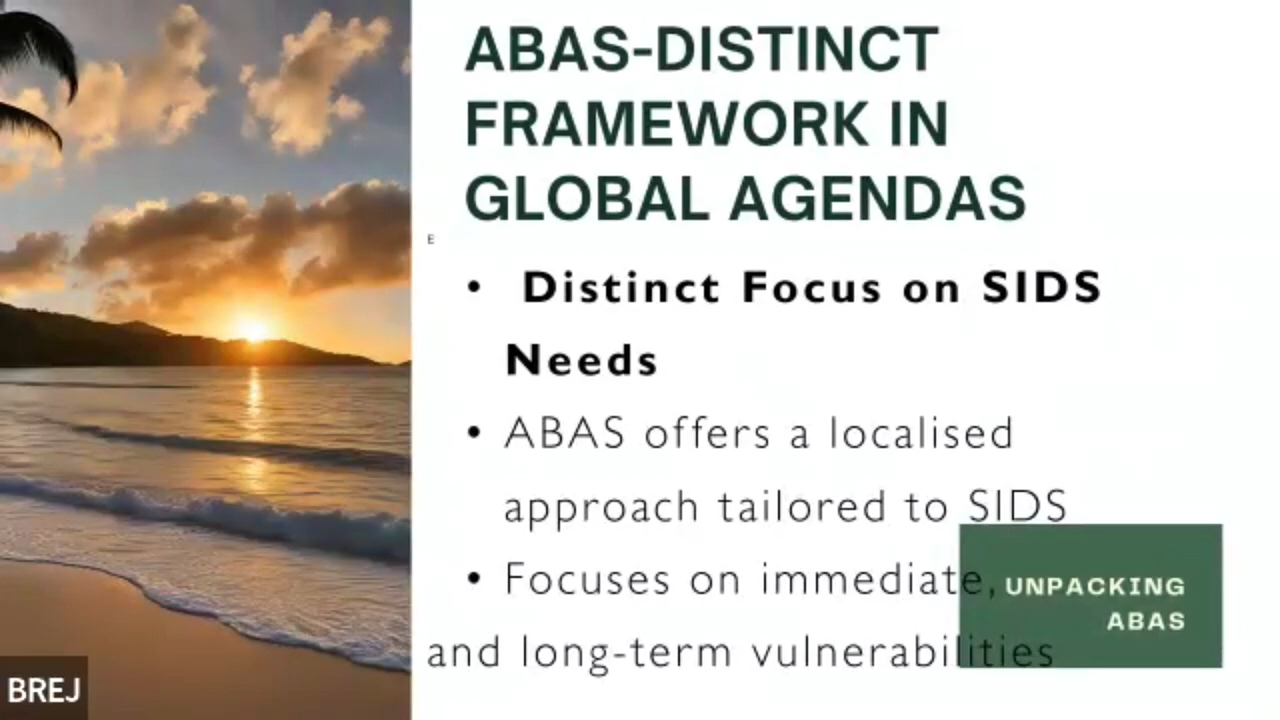 ABAS-DISTINCT
FRAMEWORK IN
GLOBAL AGENDAS
E
• Distinct Focus on SIDS
Needs
• ABAS offers a localised
approach tailored to SIDS
• Focuses on immediate,
and long-term vulnerabilities
UNPACKING
ABAS
BREJ